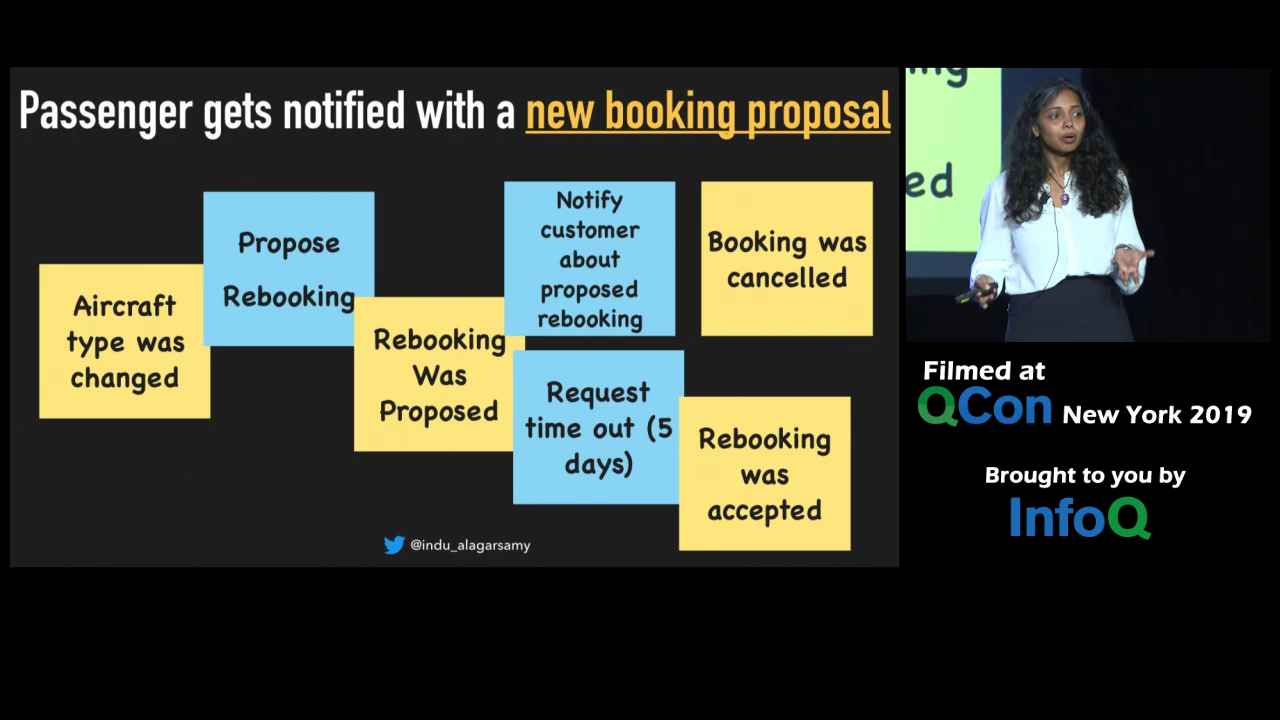 Passenger gets notified with a new booking proposal
Aircraft
type was
changed
Propose
Rebooking
Rebooking
Was
Proposed
Notify
customer
about
proposed
rebooking
Request
time out (5
days)
Booking was
cancelled
Rebooking
was
accepted
@indu_alagarsamy
ed
Filmed at
QCon New York 2019
Brought to you by
InfoQ